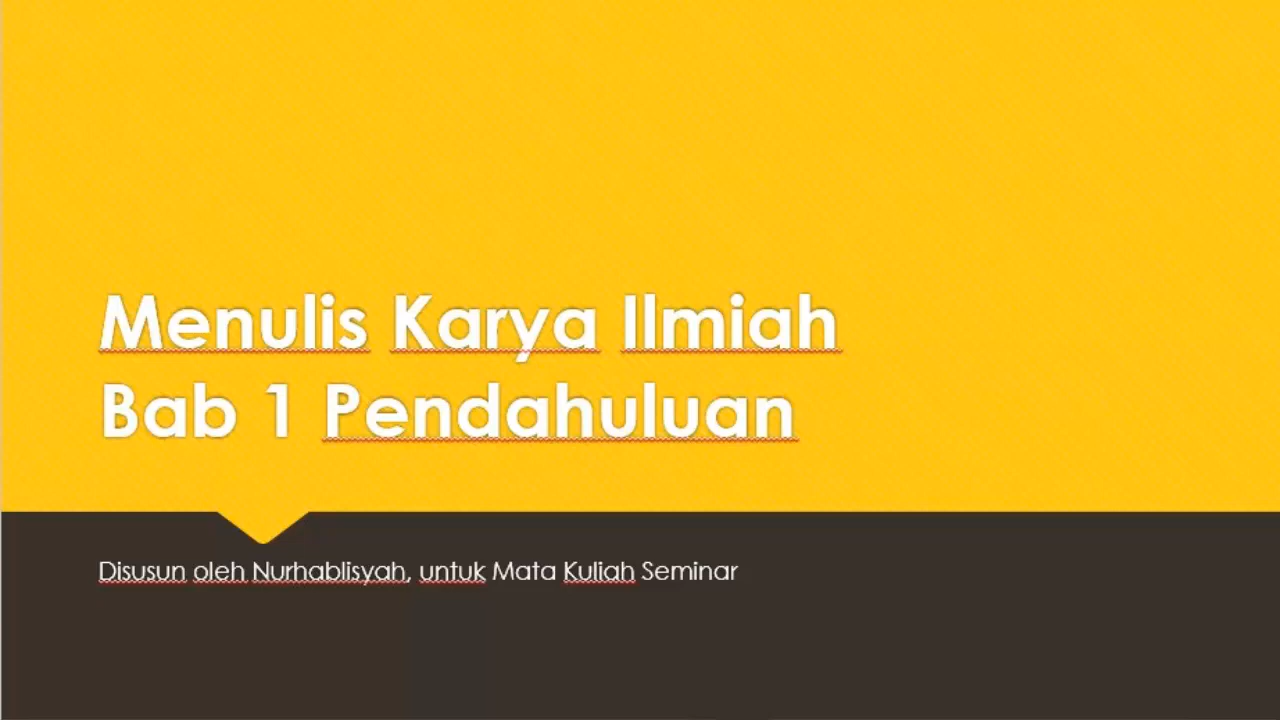 Menulis Karya Ilmiah
Bab 1 Pendahuluan
Disusun oleh Nurhablisyah, untuk Mata Kuliah Seminar